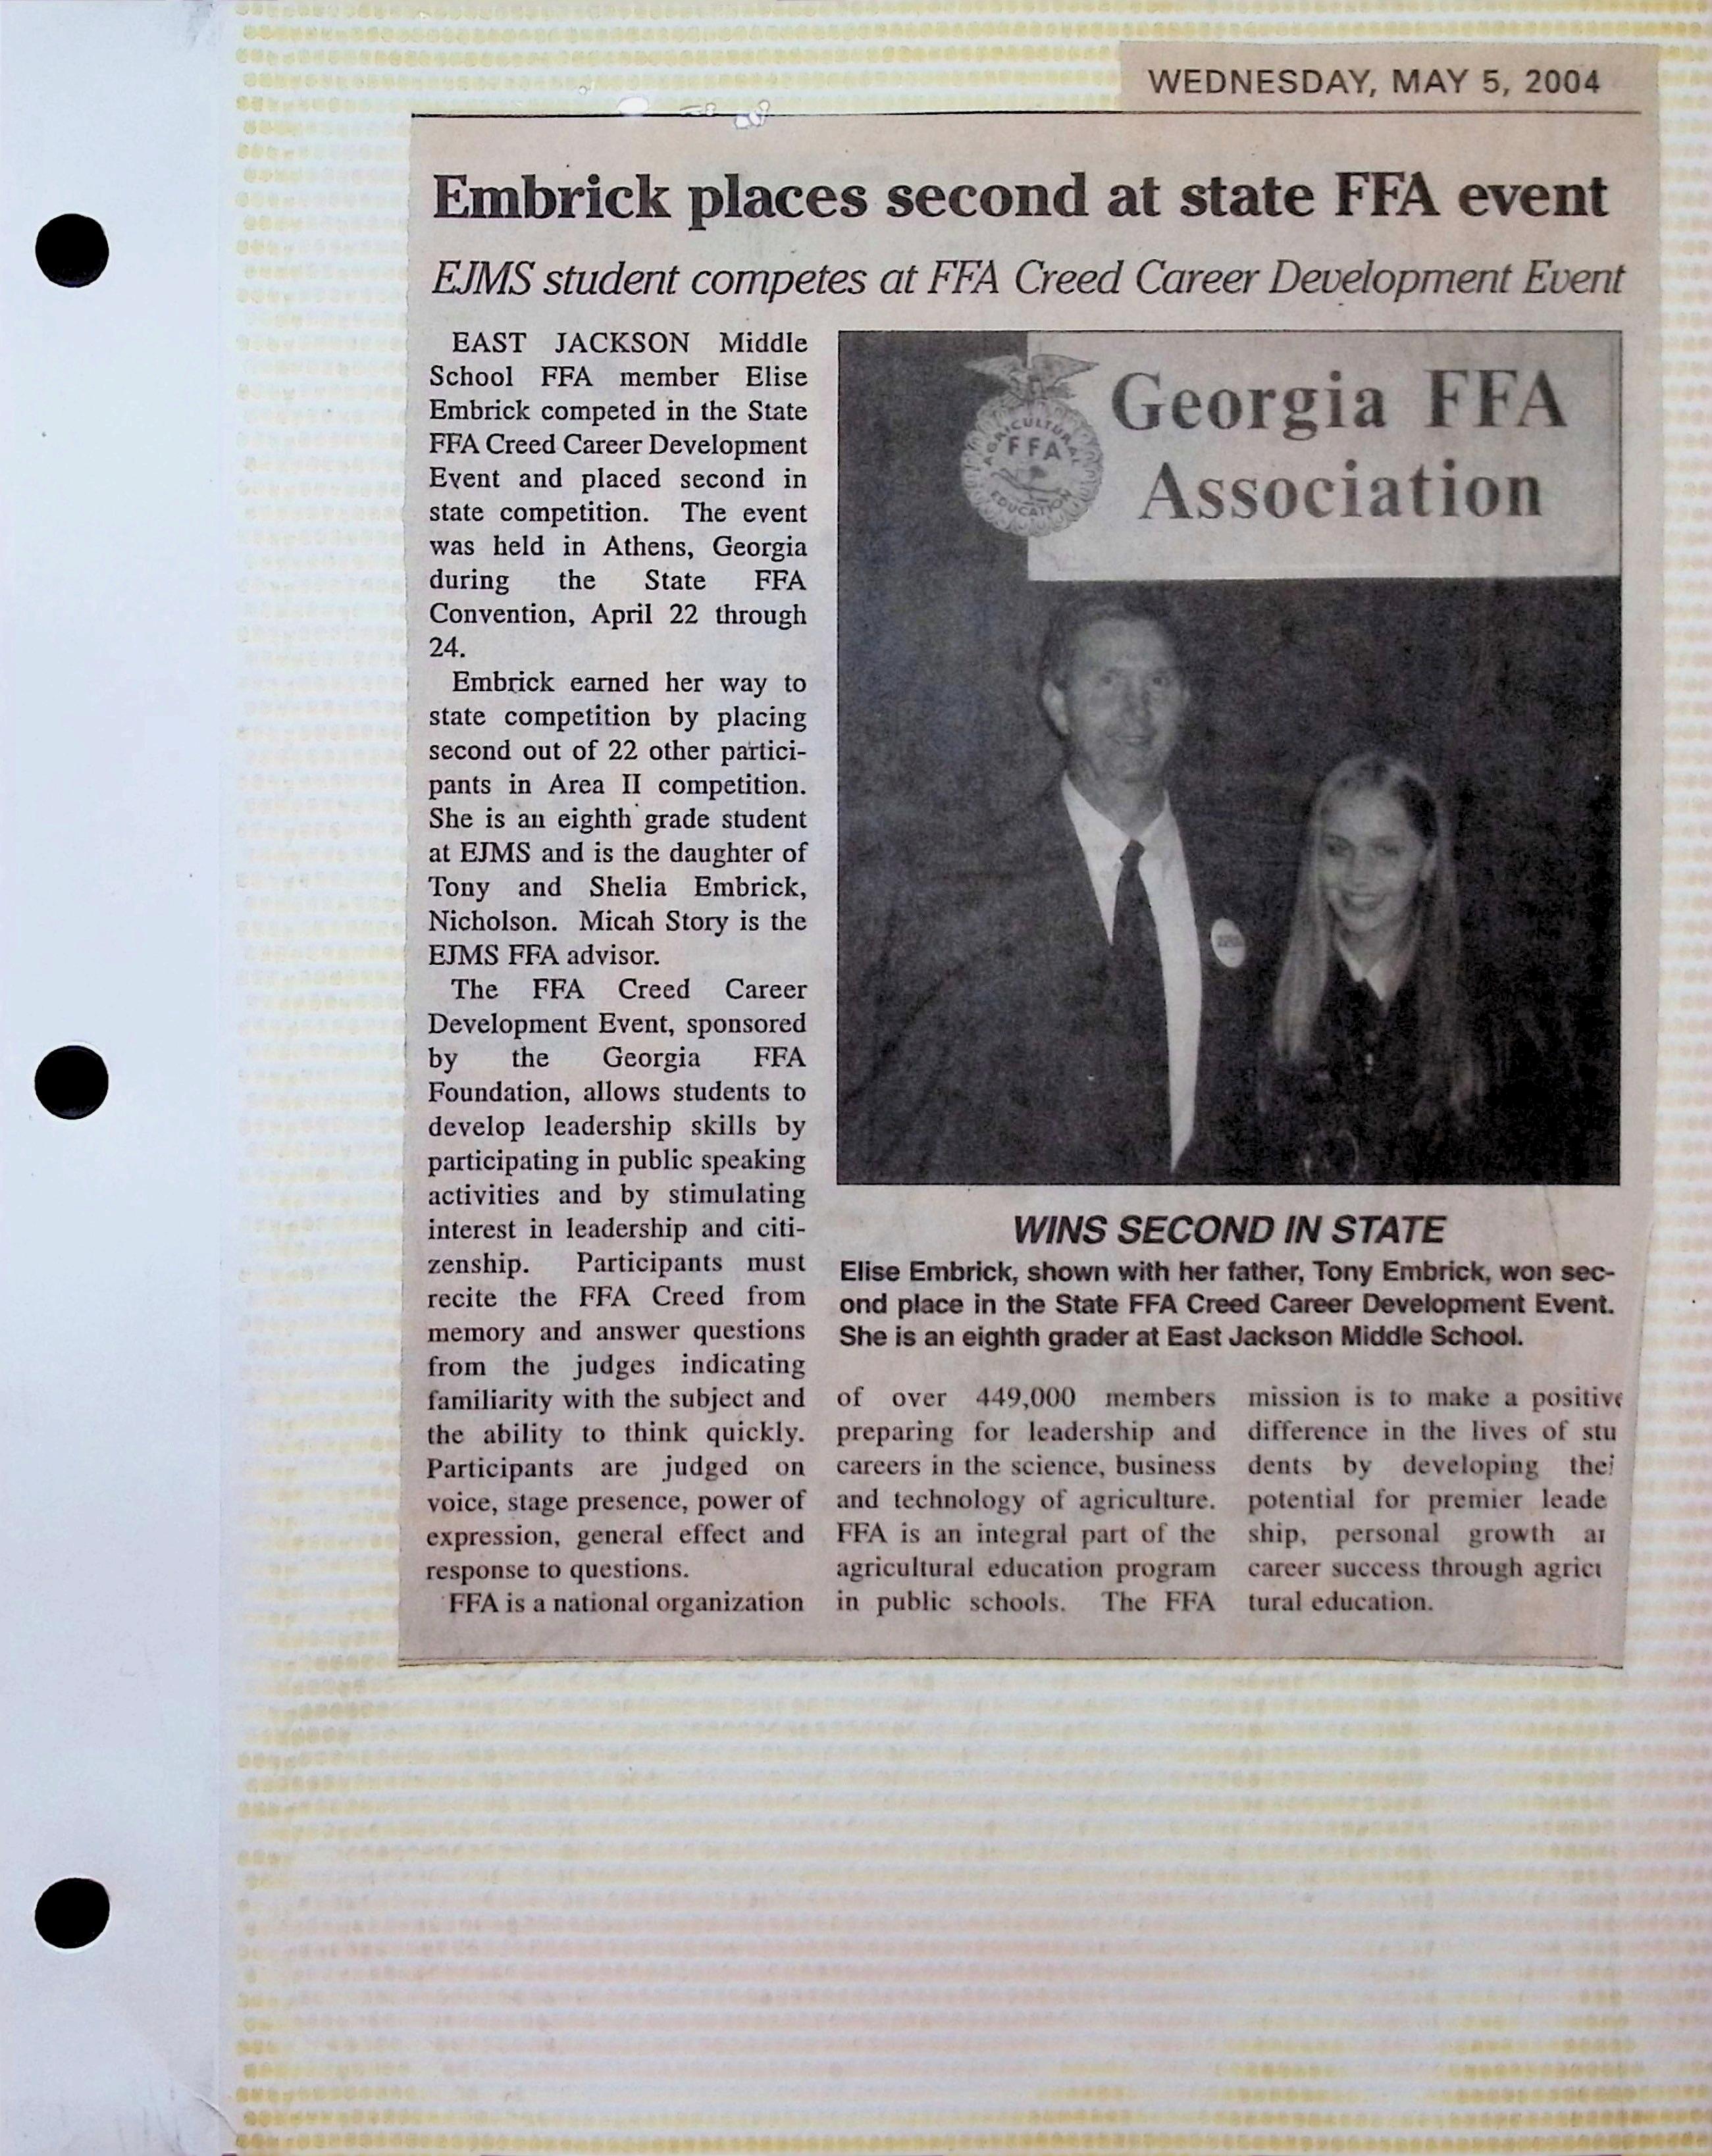 WEDNESDAY, MAY 5, 2004
Embrick places second at state FFA event
EJMS student competes at FFA Creed Career Development Event
EAST JACKSON Middle
School FFA member Elise
Embrick competed in the State
FFA Creed Career Development
Event and placed second in
state competition. The event
was held in Athens, Georgia
during the State FFA
Convention, April 22 through
24.
Embrick earned her way to
state competition by placing
second out of 22 other partici-
pants in Area II competition.
She is an eighth grade student
at EJMS and is the daughter of
Tony and Shelia Embrick,
Nicholson. Micah Story is the
EJMS FFA advisor.
The FFA Creed Career
Development Event, sponsored
by the Georgia FFA
Foundation, allows students to
develop leadership skills by
participating in public speaking
activities and by stimulating
interest in leadership and citi-
zenship. Participants must
recite the FFA Creed from
memory and answer questions
from the judges indicating
familiarity with the subject and
the ability to think quickly.
Participants are judged on
voice, stage presence, power of
expression, general effect and
response to questions.
FFA is a national organization
Georgia FFA
Association
AGRICULTURAL
FFA
EDUCATION
WINS SECOND IN STATE
Elise Embrick, shown with her father, Tony Embrick, won sec-
ond place in the State FFA Creed Career Development Event.
She is an eighth grader at East Jackson Middle School.
of over 449,000 members
preparing for leadership and
careers in the science, business
and technology of agriculture.
FFA is an integral part of the
agricultural education program
in public schools. The FFA
mission is to make a positive
difference in the lives of stu
dents by developing thei
potential for premier leade
ship, personal growth ar
career success through agricu
tural education.